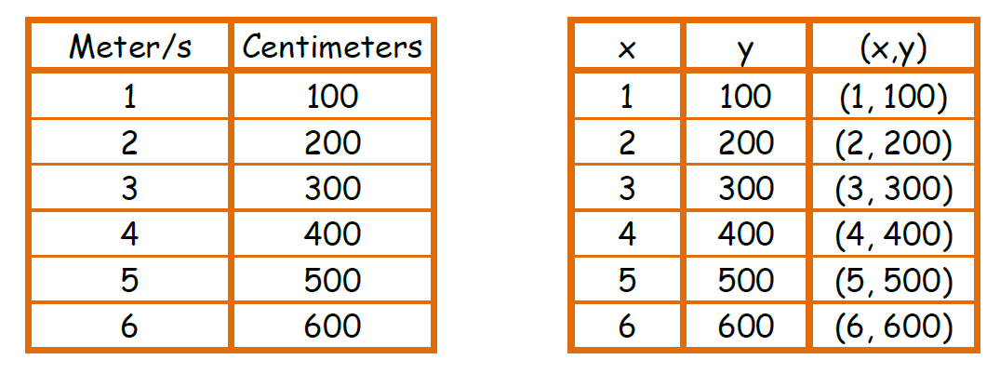 Meter/s Centimeters
1 100
2 200
3 300
4 400
5 500
6 600
x y (x,y)
1 100 (1, 100)
2 200 (2, 200)
3 300 (3, 300)
4 400 (4, 400)
5 500 (5, 500)
6 600 (6, 600)